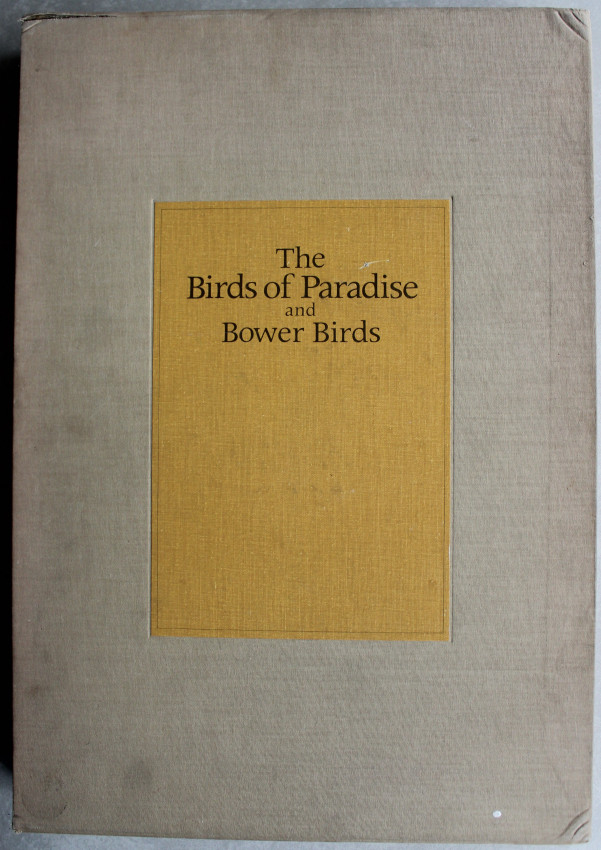 The
Birds of Paradise
and
Bower Birds